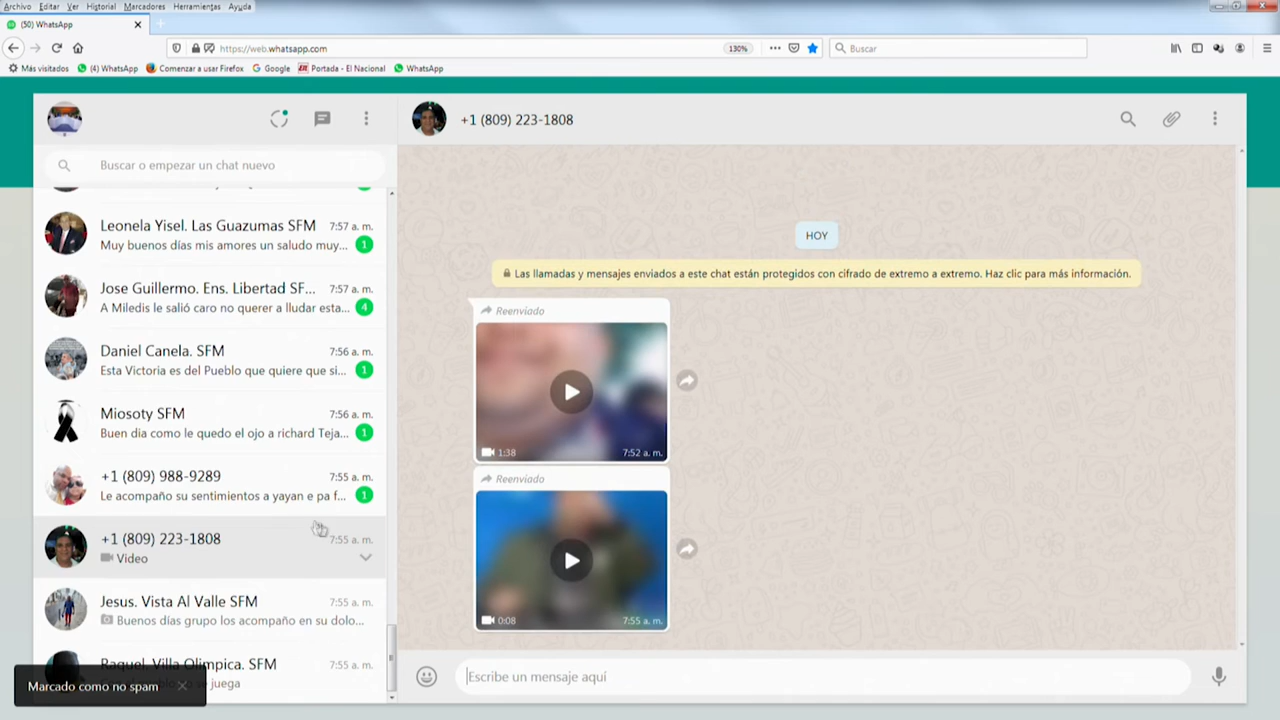 Archivo Editar Ver Historial Marcadores Herramientas Ayuda
(50) WhatsApp
https://web.whatsapp.com
130%
Buscar
Más visitados (4) WhatsApp Comenzar a usar Firefox Google Portada - El Nacional WhatsApp
+1 (809) 223-1808
Buscar o empezar un chat nuevo
Leonela Yisel. Las Guazumas SFM 7:57 a. m.
Muy buenos días mis amores un saludo muy... 1
Jose Guillermo. Ens. Libertad SF... 7:57 a. m.
A Miledis le salió caro no querer a lludar esta... 4
Daniel Canela. SFM 7:56 a. m.
Esta Victoria es del Pueblo que quiere que si... 1
Miosoty SFM 7:56 a. m.
Buen dia como le quedo el ojo a richard Teja... 1
+1 (809) 988-9289 7:55 a. m.
Le acompaño su sentimientos a yayan e pa f... 1
+1 (809) 223-1808 7:55 a. m.
Video
Jesus. Vista Al Valle SFM 7:55 a. m.
Buenos días grupo los acompaño en su dolo...
Raquel. Villa Olimpica. SFM 7:55 a. m.
se juega
Marcado como no spam
HOY
Las llamadas y mensajes enviados a este chat están protegidos con cifrado de extremo a extremo. Haz clic para más información.
Reenviado
1:38 7:52 a. m.
Reenviado
0:08 7:55 a. m.
Escribe un mensaje aquí